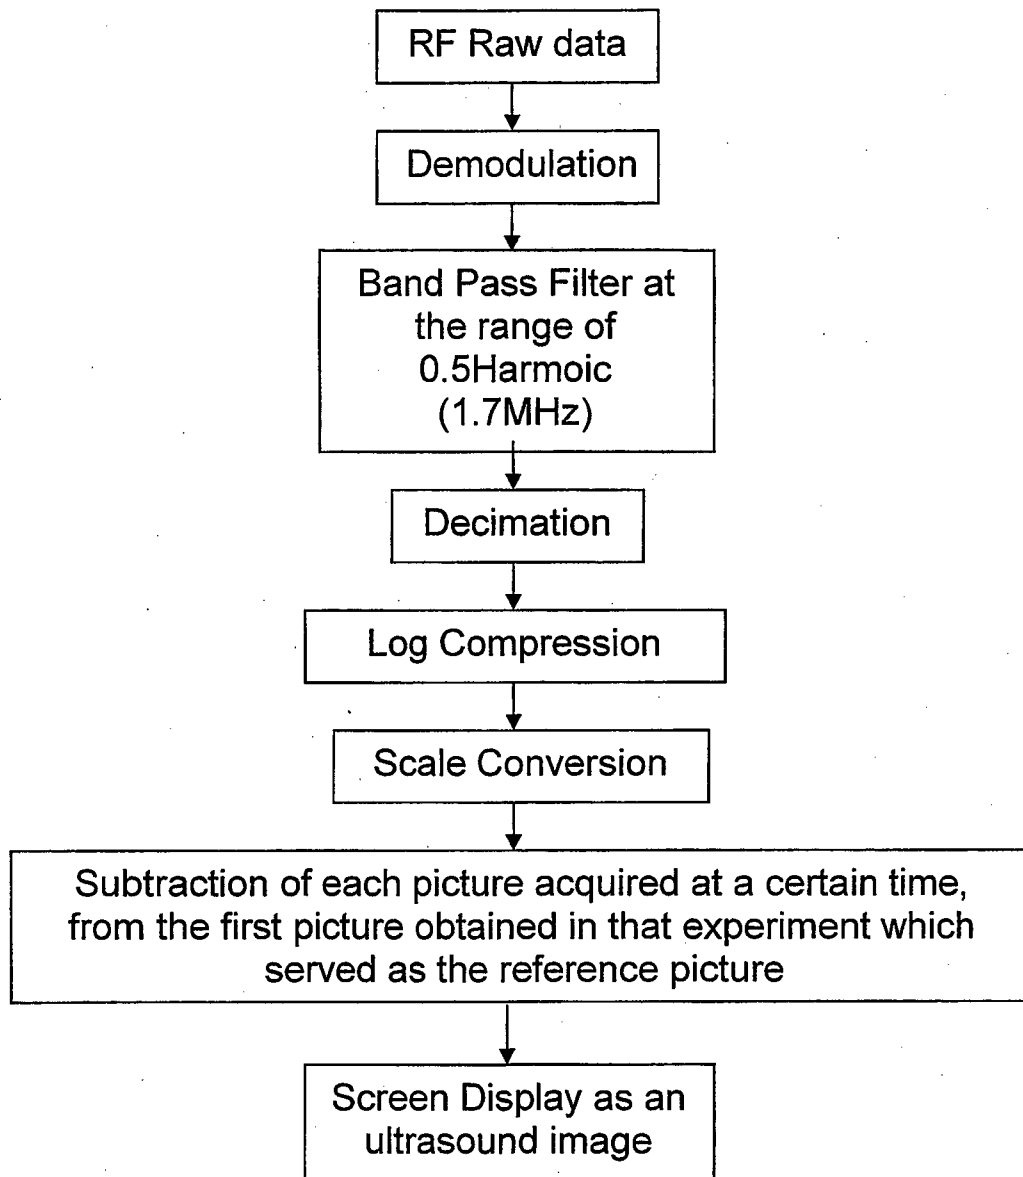 RF Raw data
Demodulation
Band Pass Filter at
the range of
0.5Harmoic
(1.7MHz)
Decimation
Log Compression
Scale Conversion
Subtraction of each picture acquired at a certain time,
from the first picture obtained in that experiment which
served as the reference picture
Screen Display as an
ultrasound image